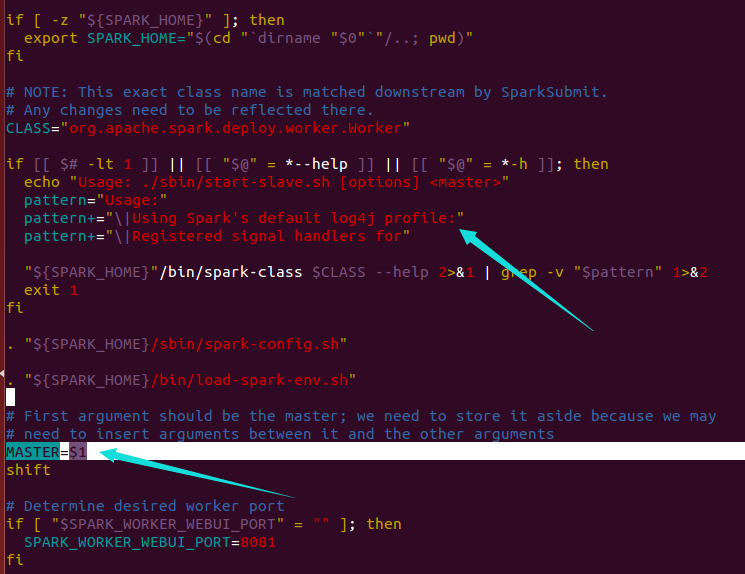 if [ -z "${SPARK_HOME}" ]; then
  export SPARK_HOME="$(cd "`dirname "$0"`"/..; pwd)"
fi

# NOTE: This exact class name is matched downstream by SparkSubmit.
# Any changes need to be reflected there.
CLASS="org.apache.spark.deploy.worker.Worker"

if [[ $# -lt 1 ]] || [[ "$@" = *--help ]] || [[ "$@" = *-h ]]; then
  echo "Usage: ./sbin/start-slave.sh [options] <master>"
  pattern="Usage:"
  pattern+="\|Using Spark's default log4j profile:"
  pattern+="\|Registered signal handlers for"

  "${SPARK_HOME}"/bin/spark-class $CLASS --help 2>&1 | grep -v "$pattern" 1>&2
  exit 1
fi

. "${SPARK_HOME}/sbin/spark-config.sh"

. "${SPARK_HOME}/bin/load-spark-env.sh"

# First argument should be the master; we need to store it aside because we may
# need to insert arguments between it and the other arguments
MASTER=$1
shift

# Determine desired worker port
if [ "$SPARK_WORKER_WEBUI_PORT" = "" ]; then
  SPARK_WORKER_WEBUI_PORT=8081
fi